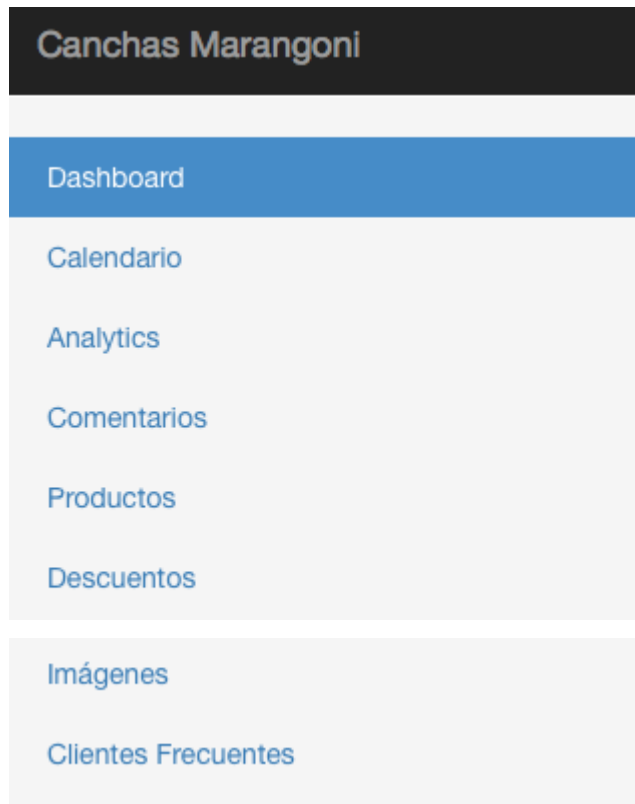 Canchas Marangoni
Dashboard
Calendario
Analytics
Comentarios
Productos
Descuentos
Imágenes
Clientes Frecuentes